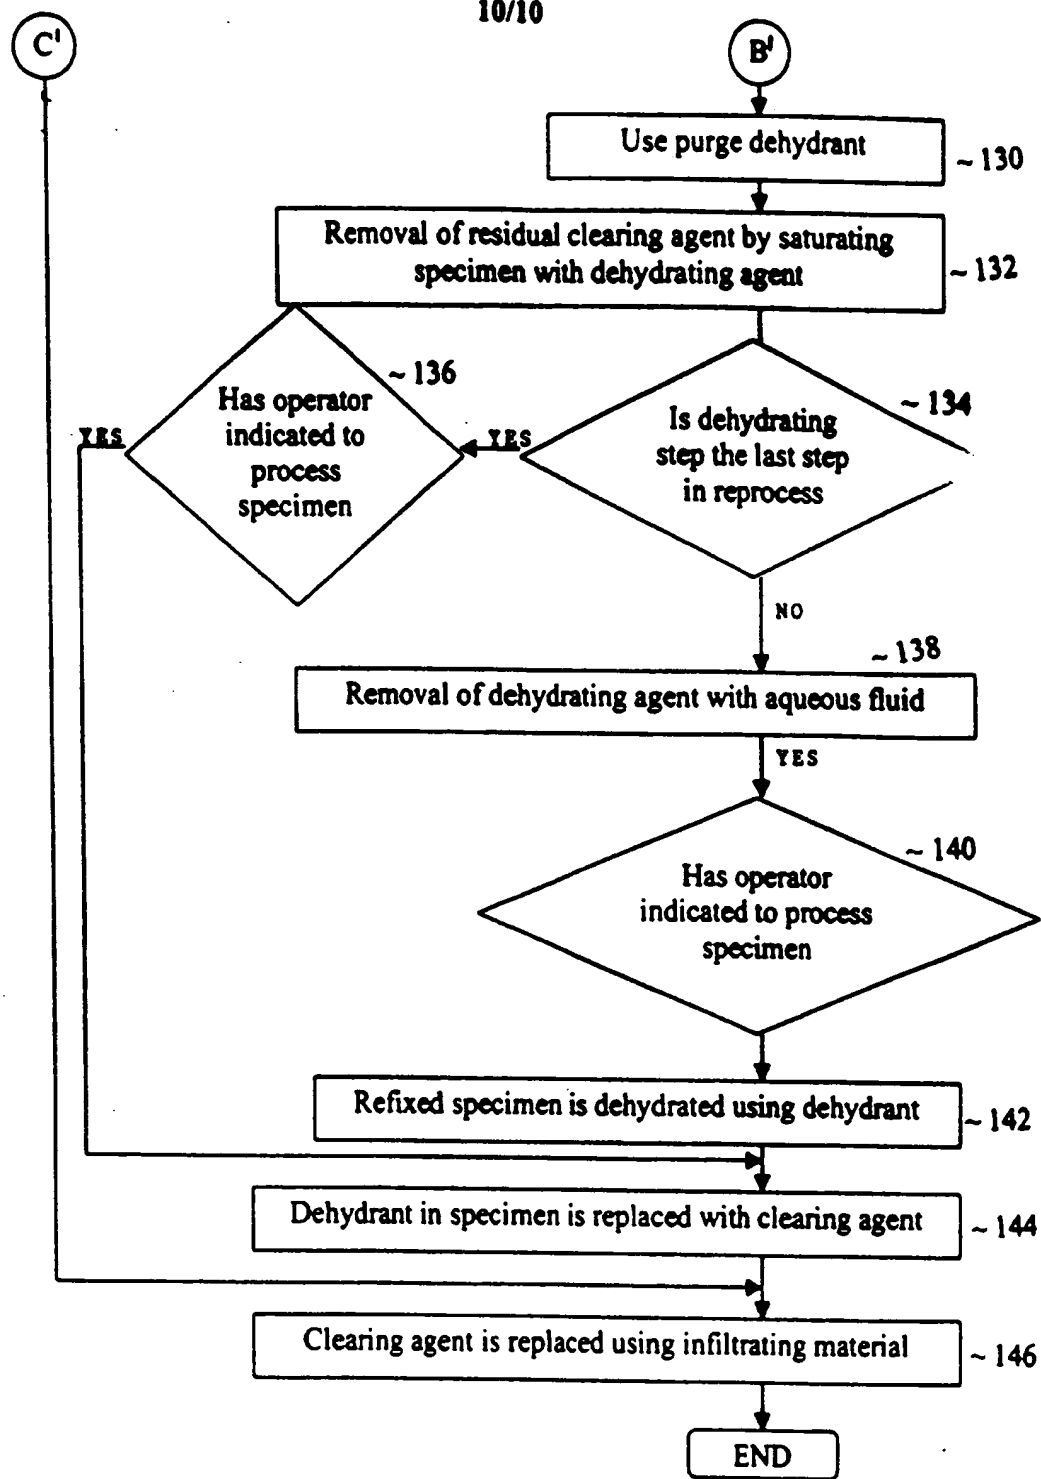 10/10
C'
B'
Use purge dehydrant
~ 130
Removal of residual clearing agent by saturating
specimen with dehydrating agent
~ 132
~ 136
Has operator
indicated to
process
specimen
YES
YES
~ 134
Is dehydrating
step the last step
in reprocess
NO
~ 138
Removal of dehydrating agent with aqueous fluid
YES
~ 140
Has operator
indicated to process
specimen
Refixed specimen is dehydrated using dehydrant
~ 142
Dehydrant in specimen is replaced with clearing agent
~ 144
Clearing agent is replaced using infiltrating material
~ 146
END